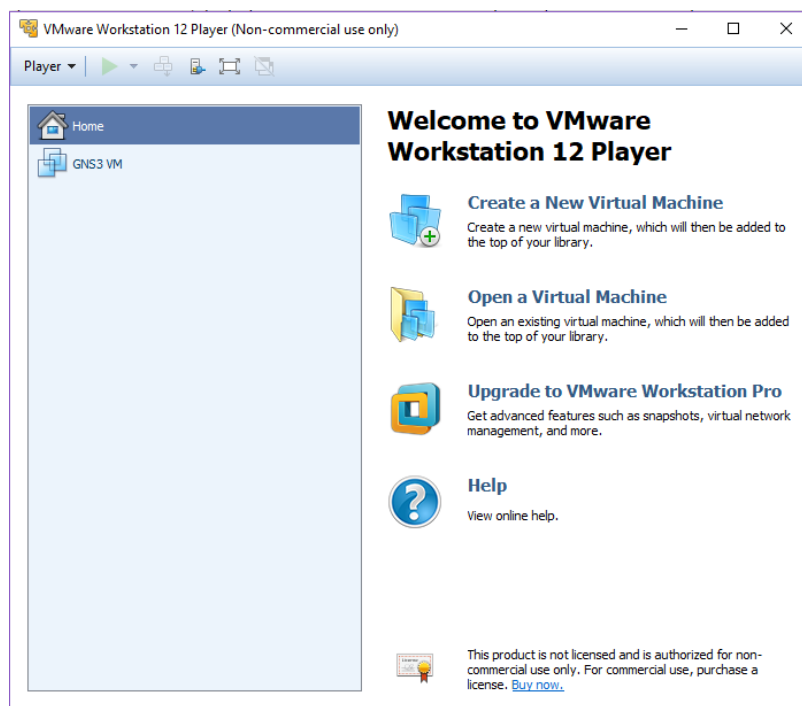 VMware Workstation 12 Player (Non-commercial use only)
Player
Home
GNS3 VM
Welcome to VMware
Workstation 12 Player
Create a New Virtual Machine
Create a new virtual machine, which will then be added to
the top of your library.
Open a Virtual Machine
Open an existing virtual machine, which will then be added
to the top of your library.
Upgrade to VMware Workstation Pro
Get advanced features such as snapshots, virtual network
management, and more.
Help
View online help.
This product is not licensed and is authorized for non-
commercial use only. For commercial use, purchase a
license. Buy now.